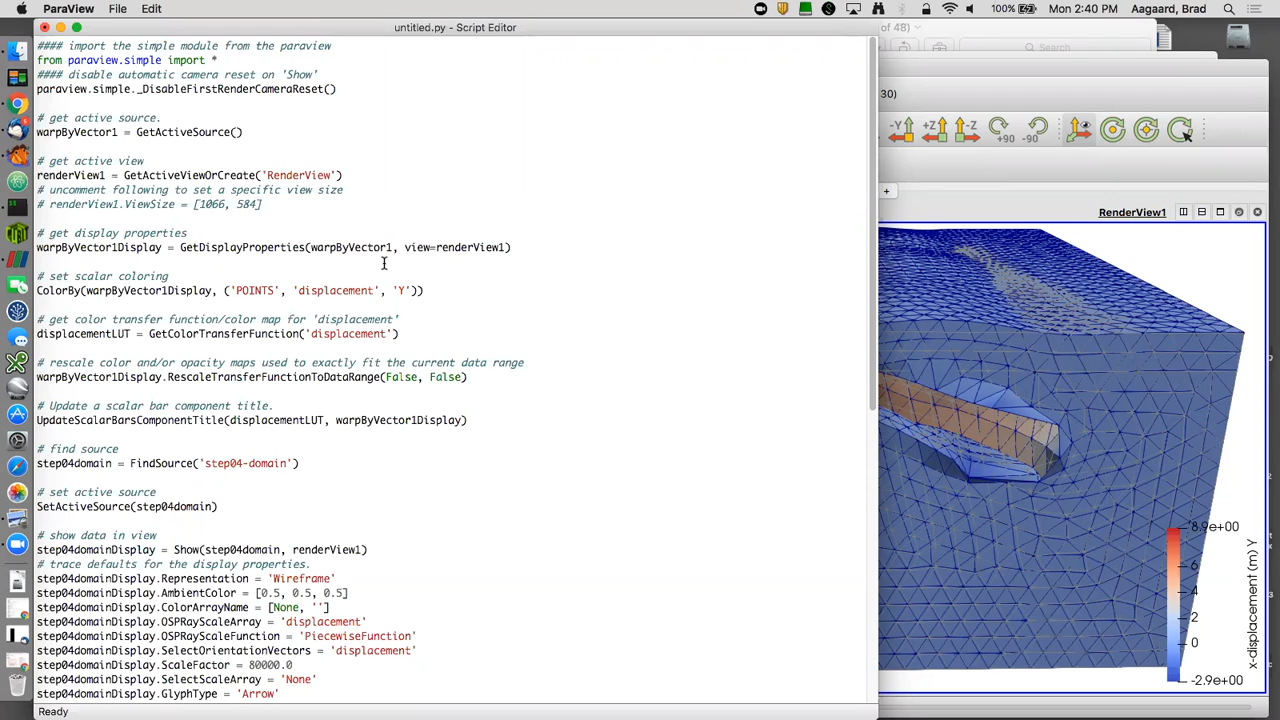 ParaView File Edit
100% Mon 2:40 PM Aagaard, Brad
untitled.py - Script Editor
of 48)
Search
#### import the simple module from the paraview
from paraview.simple import *
#### disable automatic camera reset on 'Show'
paraview.simple._DisableFirstRenderCameraReset()
30)
# get active source.
warpByVector1 = GetActiveSource()
-Y +Z -Z +90 -90
# get active view
renderView1 = GetActiveViewOrCreate('RenderView')
# uncomment following to set a specific view size
# renderView1.ViewSize = [1066, 584]
+
RenderView1
# get display properties
warpByVector1Display = GetDisplayProperties(warpByVector1, view=renderView1)
# set scalar coloring
ColorBy(warpByVector1Display, ('POINTS', 'displacement', 'Y'))
# get color transfer function/color map for 'displacement'
displacementLUT = GetColorTransferFunction('displacement')
# rescale color and/or opacity maps used to exactly fit the current data range
warpByVector1Display.RescaleTransferFunctionToDataRange(False, False)
# Update a scalar bar component title.
UpdateScalarBarsComponentTitle(displacementLUT, warpByVector1Display)
# find source
step04domain = FindSource('step04-domain')
# set active source
SetActiveSource(step04domain)
# show data in view
step04domainDisplay = Show(step04domain, renderView1)
# trace defaults for the display properties.
step04domainDisplay.Representation = 'Wireframe'
step04domainDisplay.AmbientColor = [0.5, 0.5, 0.5]
step04domainDisplay.ColorArrayName = [None, '']
step04domainDisplay.OSPRayScaleArray = 'displacement'
step04domainDisplay.OSPRayScaleFunction = 'PiecewiseFunction'
step04domainDisplay.SelectOrientationVectors = 'displacement'
step04domainDisplay.ScaleFactor = 80000.0
step04domainDisplay.SelectScaleArray = 'None'
step04domainDisplay.GlyphType = 'Arrow'
8.9e+00
6
4
2
0
-2.9e+00
x-displacement (m) Y
Ready